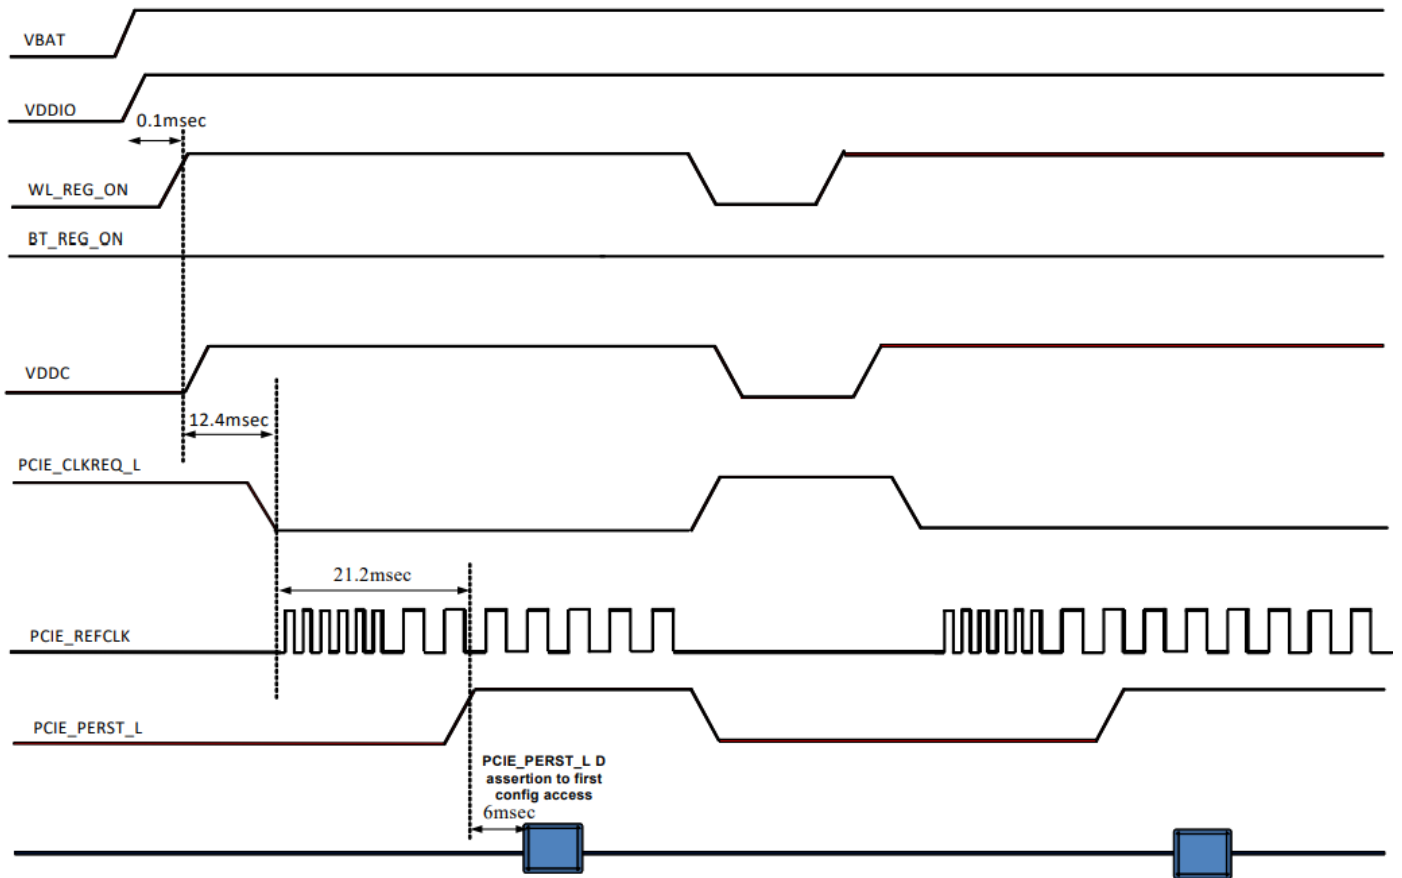 VBAT
VDDIO
0.1msec
WL_REG_ON
BT_REG_ON
VDDC
12.4msec
PCIE_CLKREQ_L
21.2msec
PCIE_REFCLK
PCIE_PERST_L
PCIE_PERST_L D
assertion to first
config access
6msec